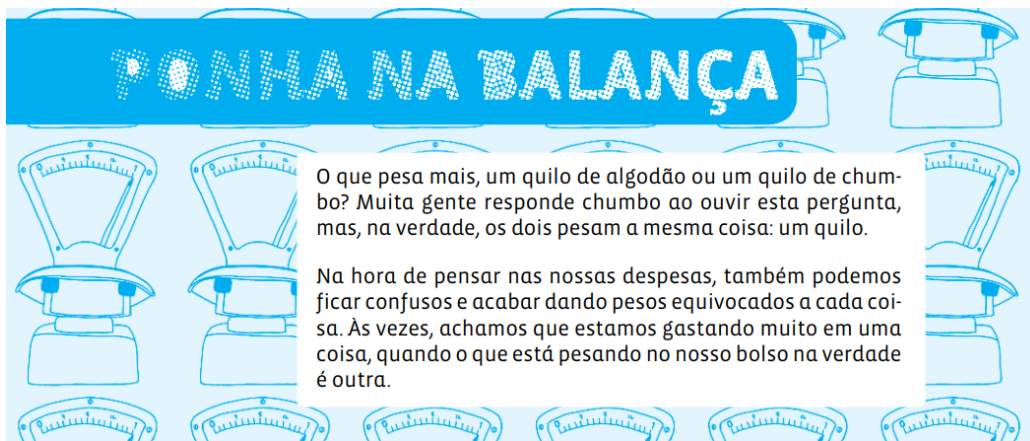 PONHA NA BALANÇA
O que pesa mais, um quilo de algodão ou um quilo de chum-
bo? Muita gente responde chumbo ao ouvir esta pergunta,
mas, na verdade, os dois pesam a mesma coisa: um quilo.
Na hora de pensar nas nossas despesas, também podemos
ficar confusos e acabar dando pesos equivocados a cada coi-
sa. Às vezes, achamos que estamos gastando muito em uma
coisa, quando o que está pesando no nosso bolso na verdade
é outra.